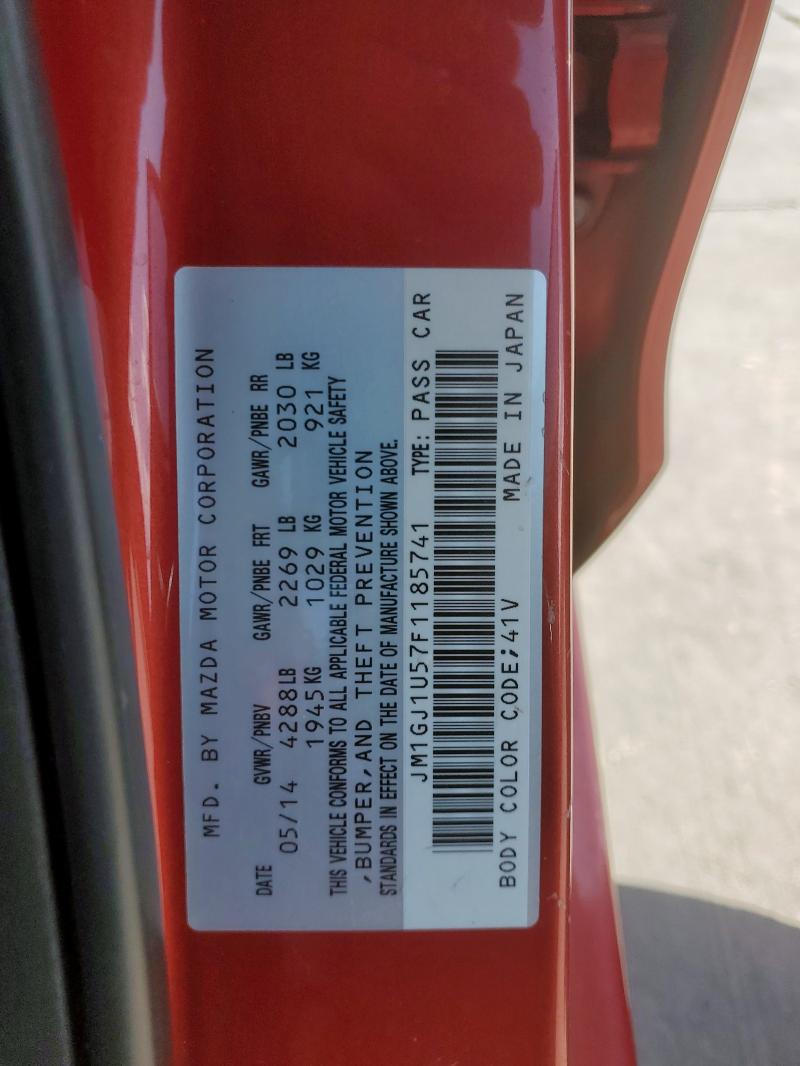 MFD. BY MAZDA MOTOR CORPORATION
DATE GVWR/PNBV GAWR/PNBE FRT GAWR/PNBE RR
05/14 4288LB 2269 LB 2030 LB
1945KG 1029 KG 921 KG
THIS VEHICLE CONFORMS TO ALL APPLICABLE FEDERAL MOTOR VEHICLE SAFETY
,BUMPER,AND THEFT PREVENTION
STANDARDS IN EFFECT ON THE DATE OF MANUFACTURE SHOWN ABOVE.
JM1GJ1U57F1185741 TYPE: PASS CAR
BODY COLOR CODE;41V MADE IN JAPAN